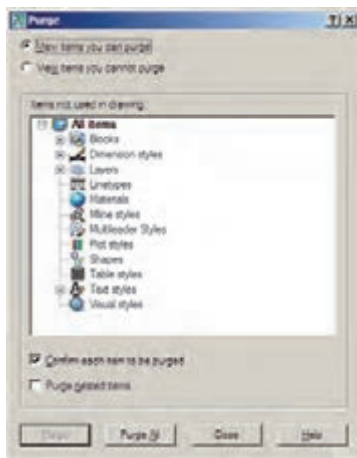 Purge
View items you can purge
View items you cannot purge
Items not used in drawing:
All items
Blocks
Dimension styles
Layers
Linetypes
Materials
Mline styles
Multileader Styles
Plot styles
Shapes
Table styles
Text styles
Visual styles
Confirm each item to be purged
Purge nested items
Purge
Purge All
Close
Help